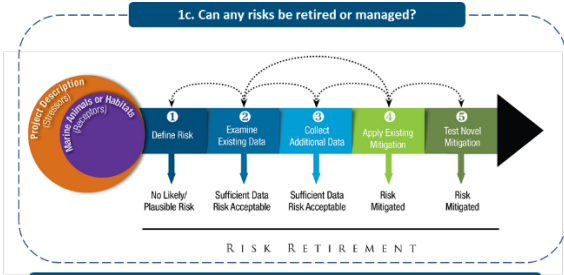 1c. Can any risks be retired or managed?
Project Description
(Stressors)
Marine Animals or Habitats
(Receptors)
1
Define Risk
2
Examine
Existing Data
3
Collect
Additional Data
4
Apply Existing
Mitigation
5
Test Novel
Mitigation
No Likely/
Plausible Risk
Sufficient Data
Risk Acceptable
Sufficient Data
Risk Acceptable
Risk
Mitigated
Risk
Mitigated
RISK RETIREMENT